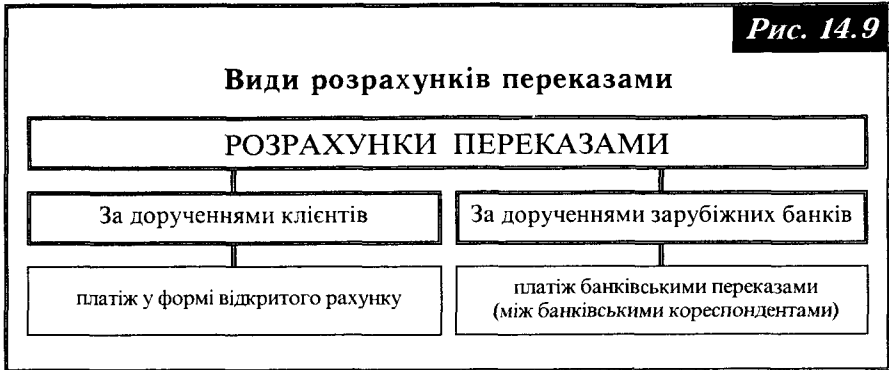 Рис. 14.9
Види розрахунків переказами
РОЗРАХУНКИ ПЕРЕКАЗАМИ
За дорученнями клієнтів
За дорученнями зарубіжних банків
платіж у формі відкритого рахунку
платіж банківськими переказами
(між банківськими кореспондентами)